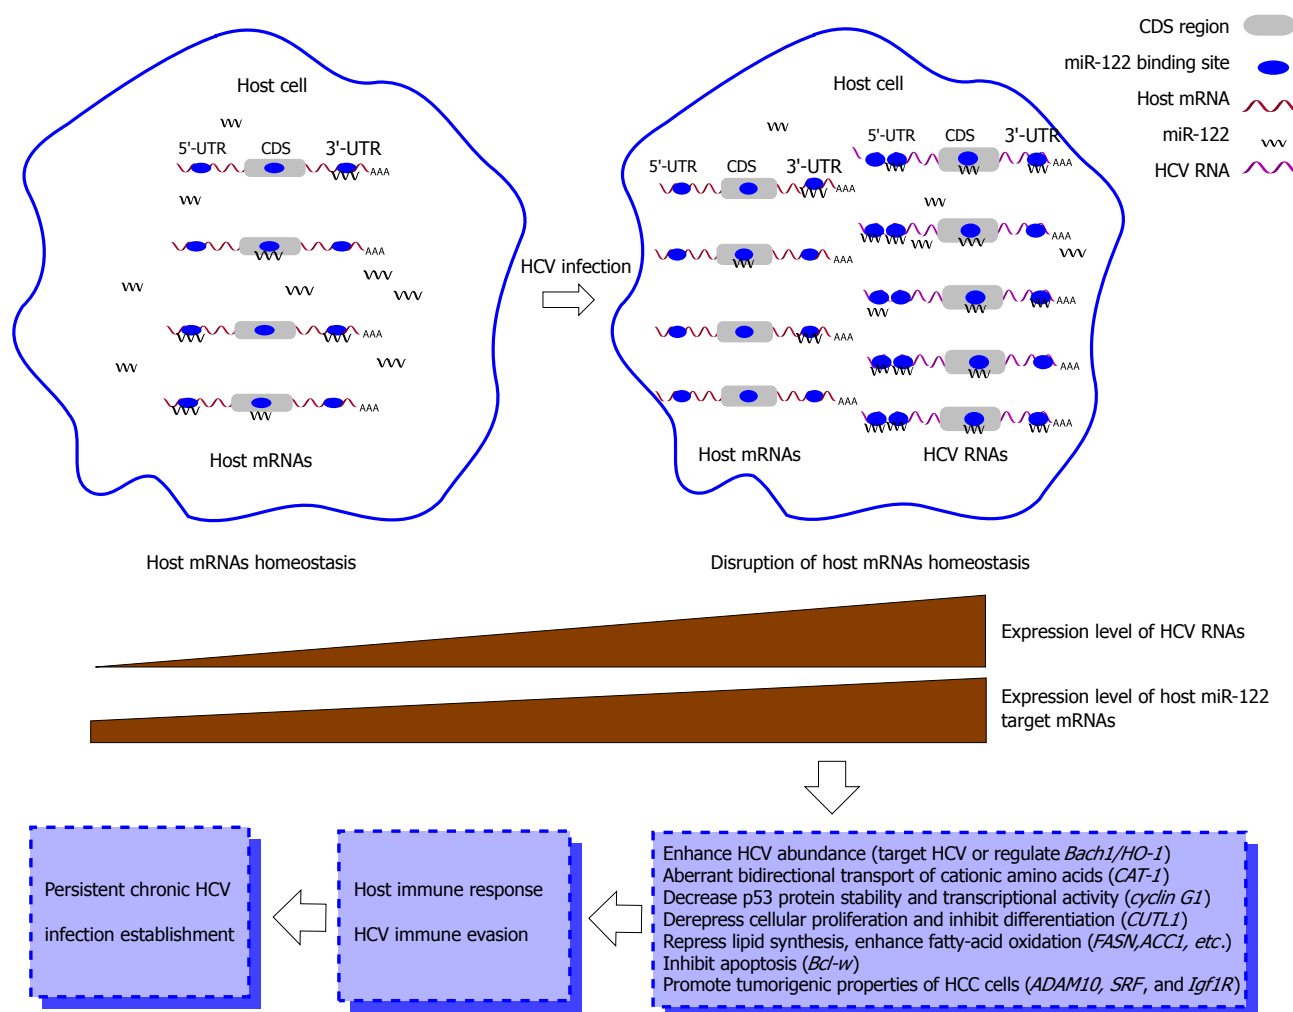 CDS region
miR-122 binding site
Host mRNA
miR-122
HCV RNA
Host cell
5'-UTR CDS 3'-UTR
AAA
AAA
AAA
AAA
Host mRNAs
HCV infection
Host cell
5'-UTR CDS 3'-UTR
AAA
AAA
AAA
AAA
Host mRNAs
5'-UTR CDS 3'-UTR
AAA
AAA
AAA
AAA
AAA
HCV RNAs
Host mRNAs homeostasis
Disruption of host mRNAs homeostasis
Expression level of HCV RNAs
Expression level of host miR-122
target mRNAs
Enhance HCV abundance (target HCV or regulate Bach1/HO-1)
Aberrant bidirectional transport of cationic amino acids (CAT-1)
Decrease p53 protein stability and transcriptional activity (cyclin G1)
Derepress cellular proliferation and inhibit differentiation (CUTL1)
Repress lipid synthesis, enhance fatty-acid oxidation (FASN,ACC1, etc.)
Inhibit apoptosis (Bcl-w)
Promote tumorigenic properties of HCC cells (ADAM10, SRF, and Igf1R)
Host immune response
HCV immune evasion
Persistent chronic HCV
infection establishment